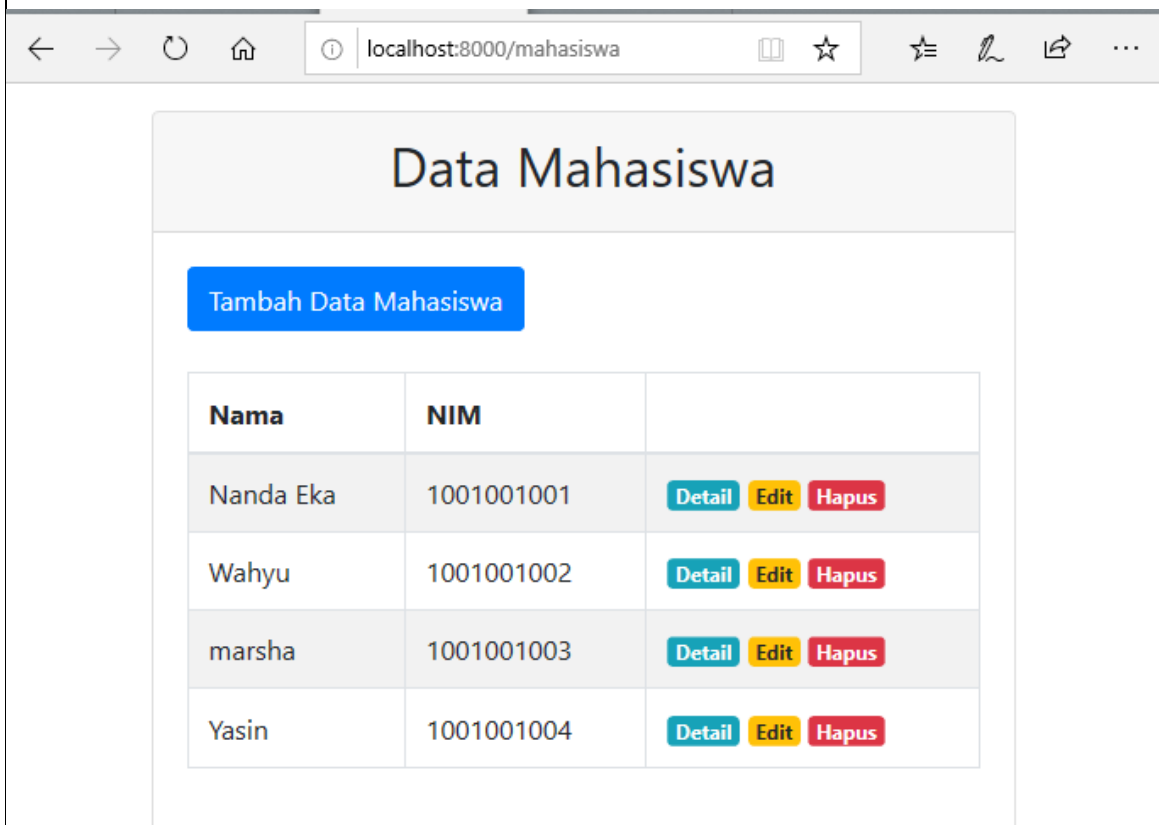 localhost:8000/mahasiswa
Data Mahasiswa
Tambah Data Mahasiswa
Nama NIM
Nanda Eka 1001001001 Detail Edit Hapus
Wahyu 1001001002 Detail Edit Hapus
marsha 1001001003 Detail Edit Hapus
Yasin 1001001004 Detail Edit Hapus